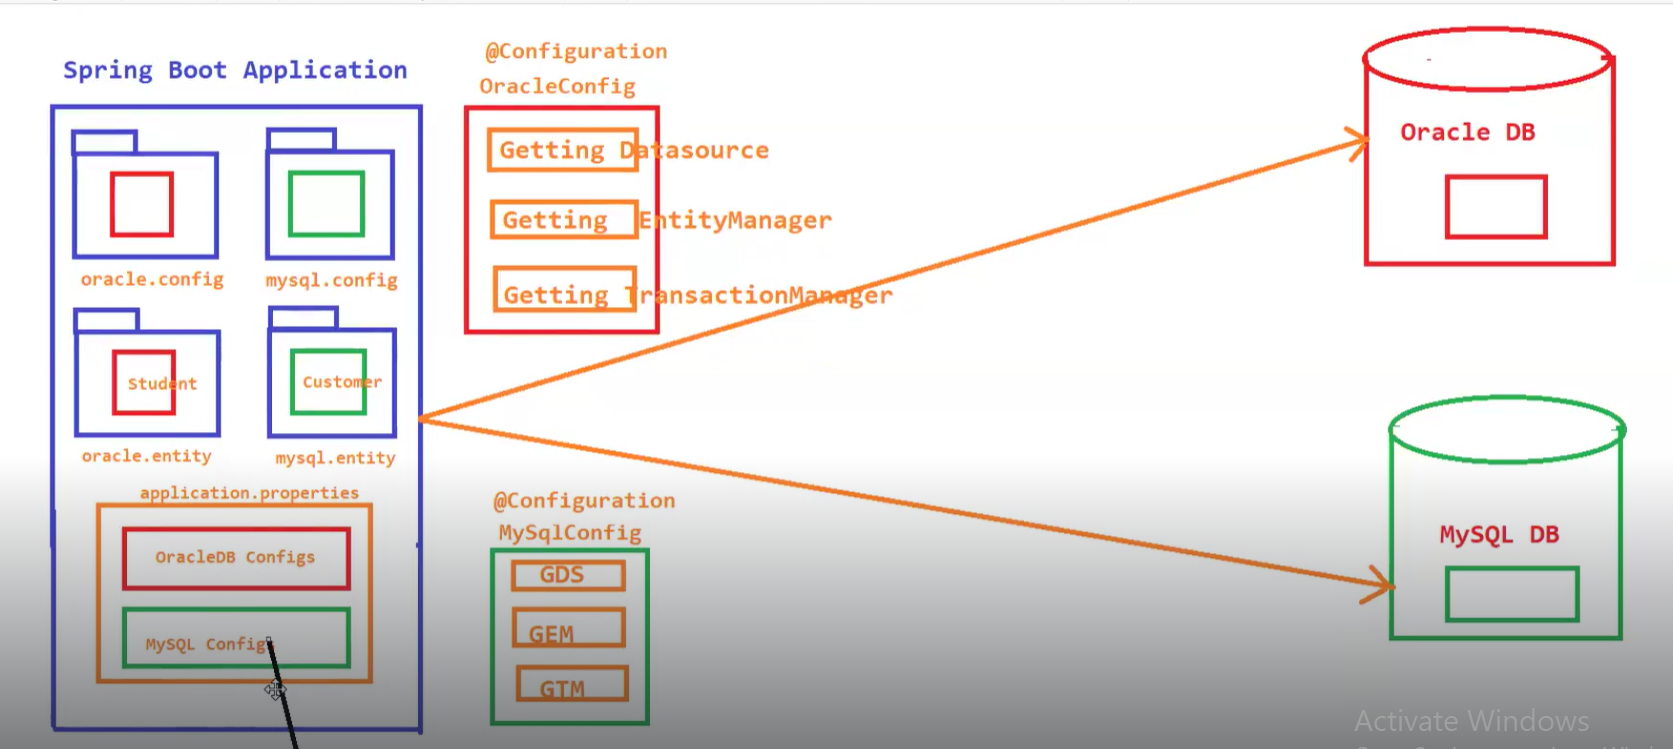 Spring Boot Application
oracle.config
mysql.config
Student
Customer
oracle.entity
mysql.entity
application.properties
OracleDB Configs
MySQL Config
@Configuration
OracleConfig
Getting Datasource
Getting EntityManager
Getting TransactionManager
@Configuration
MySqlConfig
GDS
GEM
GTM
Oracle DB
MySQL DB
Activate Windows